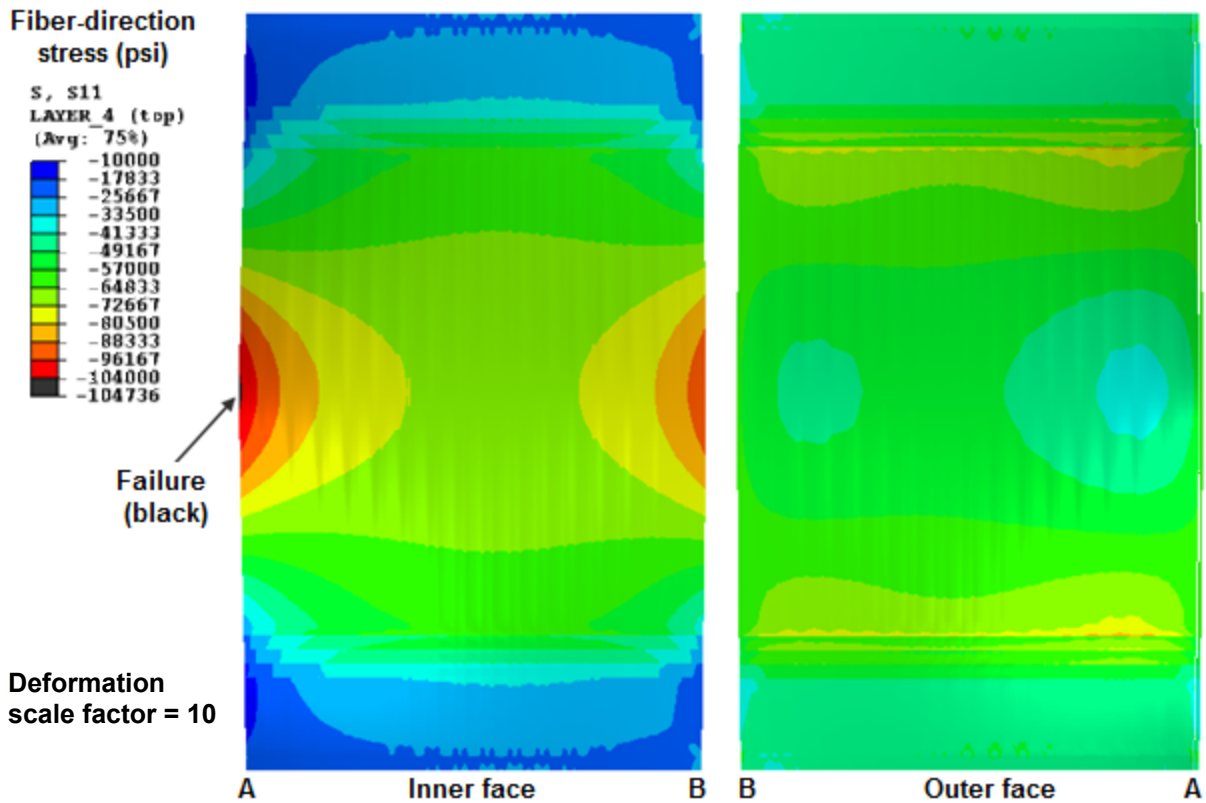 Fiber-direction
stress (psi)
S, S11
LAYER_4 (top)
(Avg: 75%)
-10000
-17833
-25667
-33500
-41333
-49167
-57000
-64833
-72667
-80500
-88333
-96167
-104000
-104736
Failure
(black)
Deformation
scale factor = 10
A Inner face B
B Outer face A